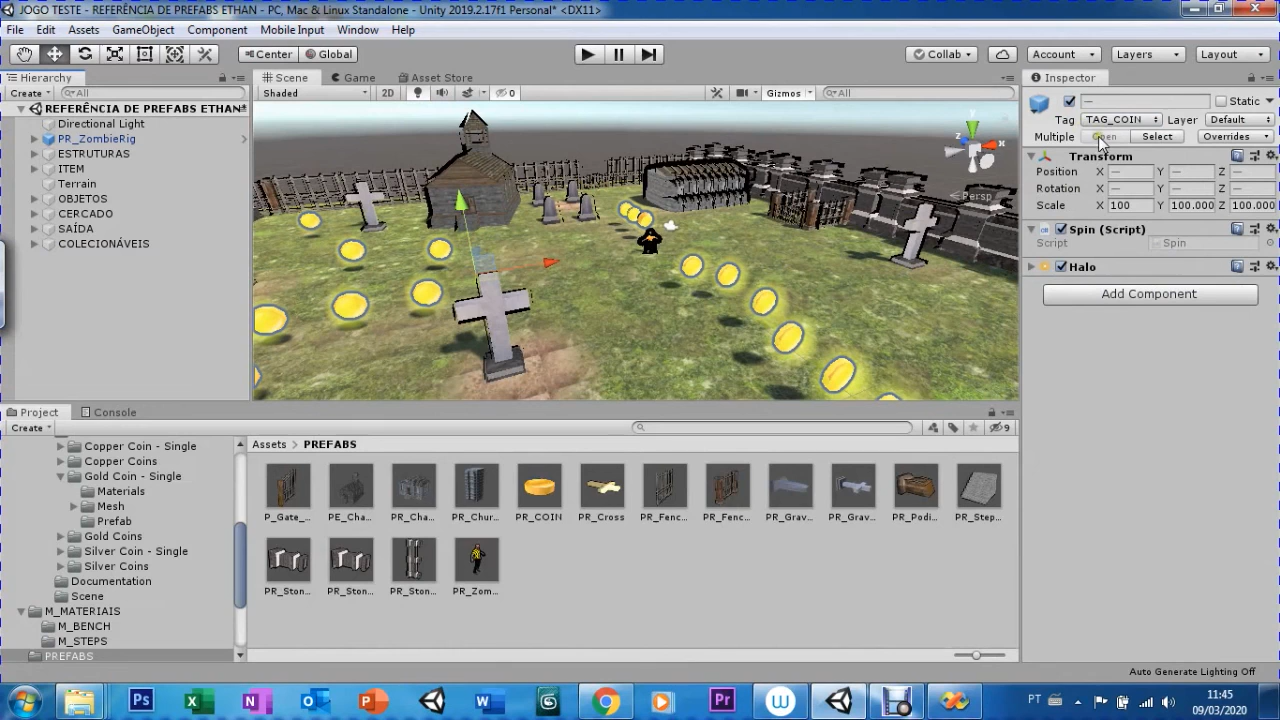 JOGO TESTE - REFERÊNCIA DE PREFABS ETHAN - PC, Mac & Linux Standalone - Unity 2019.2.17f1 Personal* <DX11>
File Edit Assets GameObject Component Mobile Input Window Help
Center Global Collab Account Layers Layout
Hierarchy Scene Game Asset Store Inspector
Create All Shaded 2D 0 Gizmos All
REFERÊNCIA DE PREFABS ETHAN
Directional Light
PR_ZombieRig
ESTRUTURAS
ITEM
Terrain
OBJETOS
CERCADO
SAÍDA
COLECIONÁVEIS
y
z
x
Persp
— Static
Tag TAG_COIN Layer Default
Multiple Open Select Overrides
Transform
Position X — Y — Z —
Rotation X — Y — Z —
Scale X 100 Y 100.000 Z 100.000
Spin (Script)
Script Spin
Halo
Add Component
Project Console
Create 9
Copper Coin - Single
Copper Coins
Gold Coin - Single
Materials
Mesh
Prefab
Gold Coins
Silver Coin - Single
Silver Coins
Documentation
Scene
M_MATERIAIS
M_BENCH
M_STEPS
PREFABS
Assets PREFABS
P_Gate_... PE_Cha... PR_Cha... PR_Chur... PR_COIN PR_Cross PR_Fenc... PR_Fenc... PR_Grav... PR_Grav... PR_Podi... PR_Step...
PR_Ston... PR_Ston... PR_Ston... PR_Zom...
Auto Generate Lighting Off
PT 11:45
09/03/2020